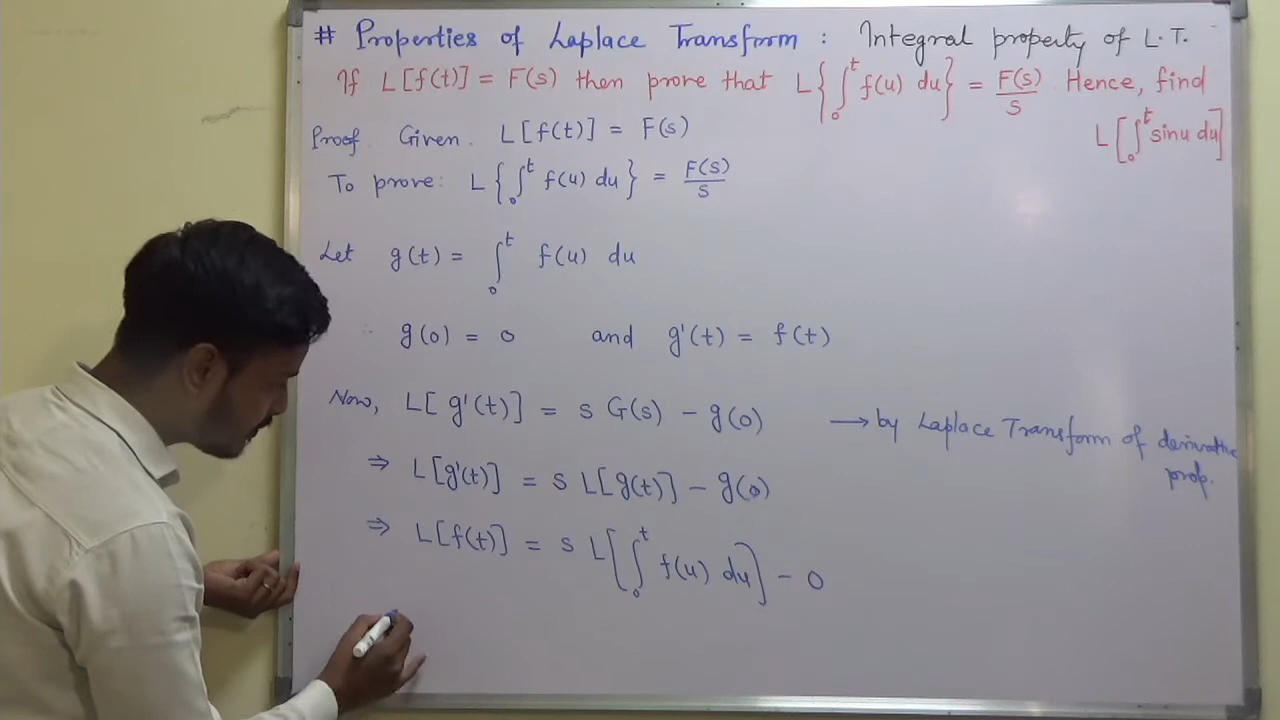 # Properties of Laplace Transform : Integral property of L.T.
If L[f(t)] = F(s) then prove that L{∫₀ᵗ f(u) du} = F(s)/s Hence, find
L[∫₀ᵗ sinu du]
Proof Given. L[f(t)] = F(s)
To prove: L{∫₀ᵗ f(u) du} = F(s)/s
Let g(t) = ∫₀ᵗ f(u) du
∴ g(0) = 0 and g'(t) = f(t)
Now, L[g'(t)] = s G(s) - g(0) → by Laplace Transform of derivative
prop.
⇒ L[g'(t)] = s L[g(t)] - g(0)
⇒ L[f(t)] = s L[∫₀ᵗ f(u) du] - 0